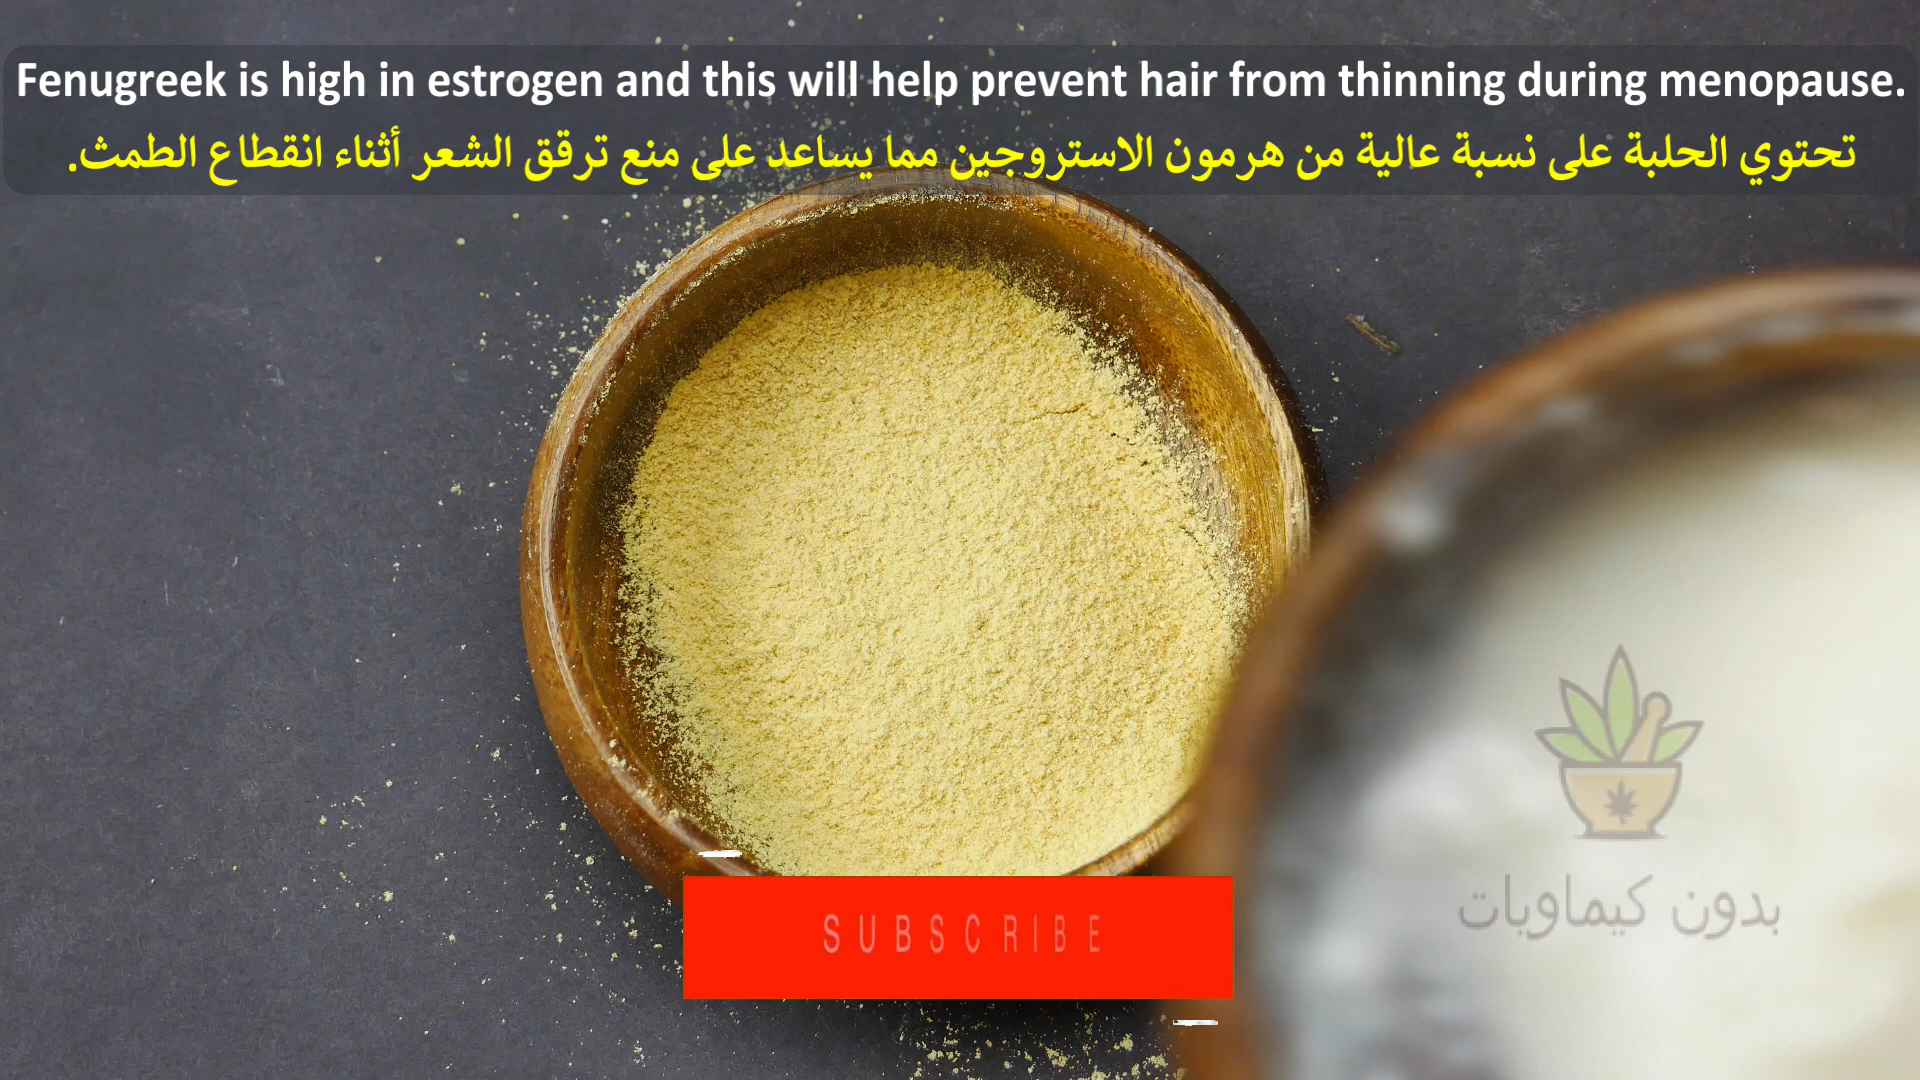 Fenugreek is high in estrogen and this will help prevent hair from thinning during menopause.
تحتوي الحلبة على نسبة عالية من هرمون الاستروجين مما يساعد على منع ترقق الشعر أثناء انقطاع الطمث.
SUBSCRIBE
بدون كيماويات